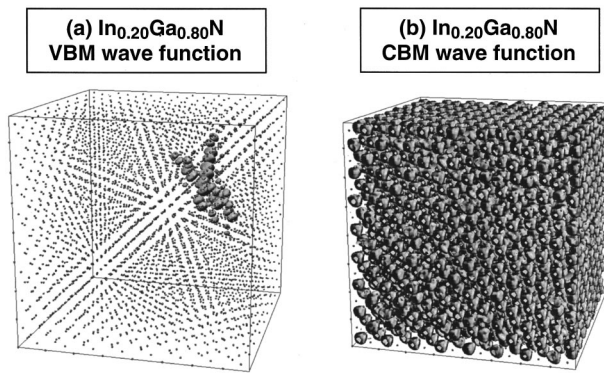 (a) In0.20Ga0.80N
VBM wave function
(b) In0.20Ga0.80N
CBM wave function